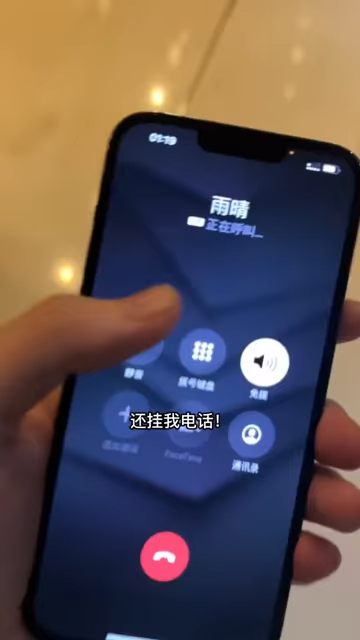 01:19
雨晴
正在呼叫...
静音
拨号键盘
免提
还挂我电话!
FaceTime
通讯录